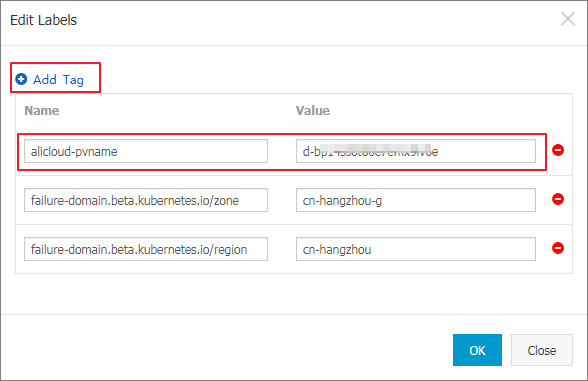 Edit Labels
Add Tag
Name Value
alicloud-pvname
failure-domain.beta.kubernetes.io/zone cn-hangzhou-g
failure-domain.beta.kubernetes.io/region cn-hangzhou
OK Close